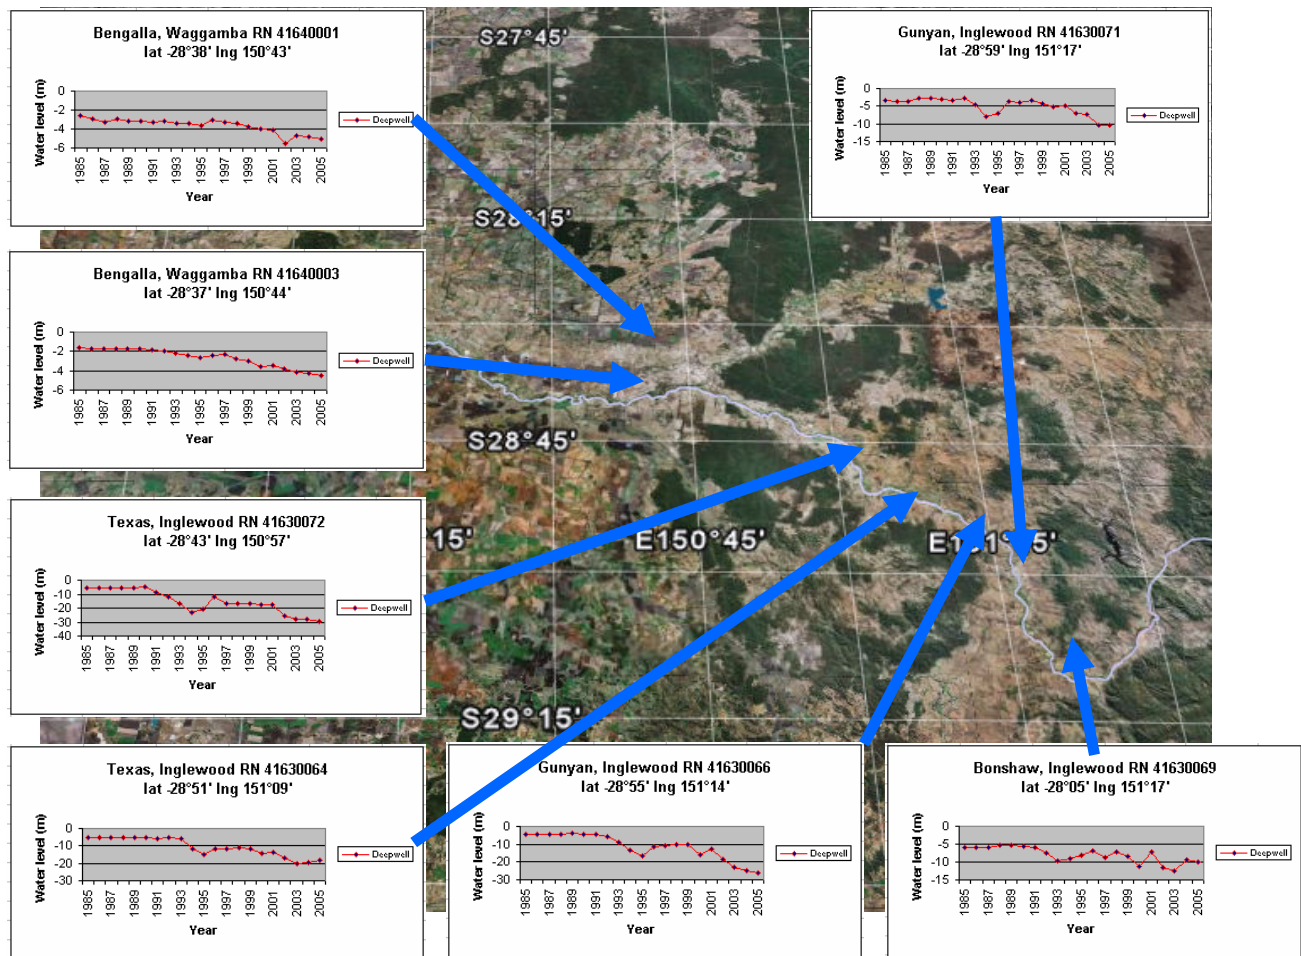 Bengalla, Waggamba RN 41640001
lat -28°38' lng 150°43'
Water level (m)
0
-2
-4
-6
1985
1987
1989
1991
1993
1995
1997
1999
2001
2003
2005
Year
Deepwell
Gunyan, Inglewood RN 41630071
lat -28°59' lng 151°17'
Water level (m)
0
-5
-10
-15
1985
1987
1989
1991
1993
1995
1997
1999
2001
2003
2005
Year
Deepwell
S27°45'
S28°15'
Bengalla, Waggamba RN 41640003
lat -28°37' lng 150°44'
Water level (m)
0
-2
-4
-6
1985
1987
1989
1991
1993
1995
1997
1999
2001
2003
2005
Year
Deepwell
S28°45'
Texas, Inglewood RN 41630072
lat -28°43' lng 150°57'
Water level (m)
0
-10
-20
-30
-40
1985
1987
1989
1991
1993
1995
1997
1999
2001
2003
2005
Year
Deepwell
15'
E150°45'
S29°15'
Texas, Inglewood RN 41630064
lat -28°51' lng 151°09'
Water level (m)
0
-10
-20
-30
1985
1987
1989
1991
1993
1995
1997
1999
2001
2003
2005
Year
Deepwell
Gunyan, Inglewood RN 41630066
lat -28°55' lng 151°14'
Water level (m)
0
-10
-20
-30
1985
1987
1989
1991
1993
1995
1997
1999
2001
2003
2005
Year
Deepwell
Bonshaw, Inglewood RN 41630069
lat -28°05' lng 151°17'
Water level (m)
0
-5
-10
-15
1985
1987
1989
1991
1993
1995
1997
1999
2001
2003
2005
Year
Deepwell